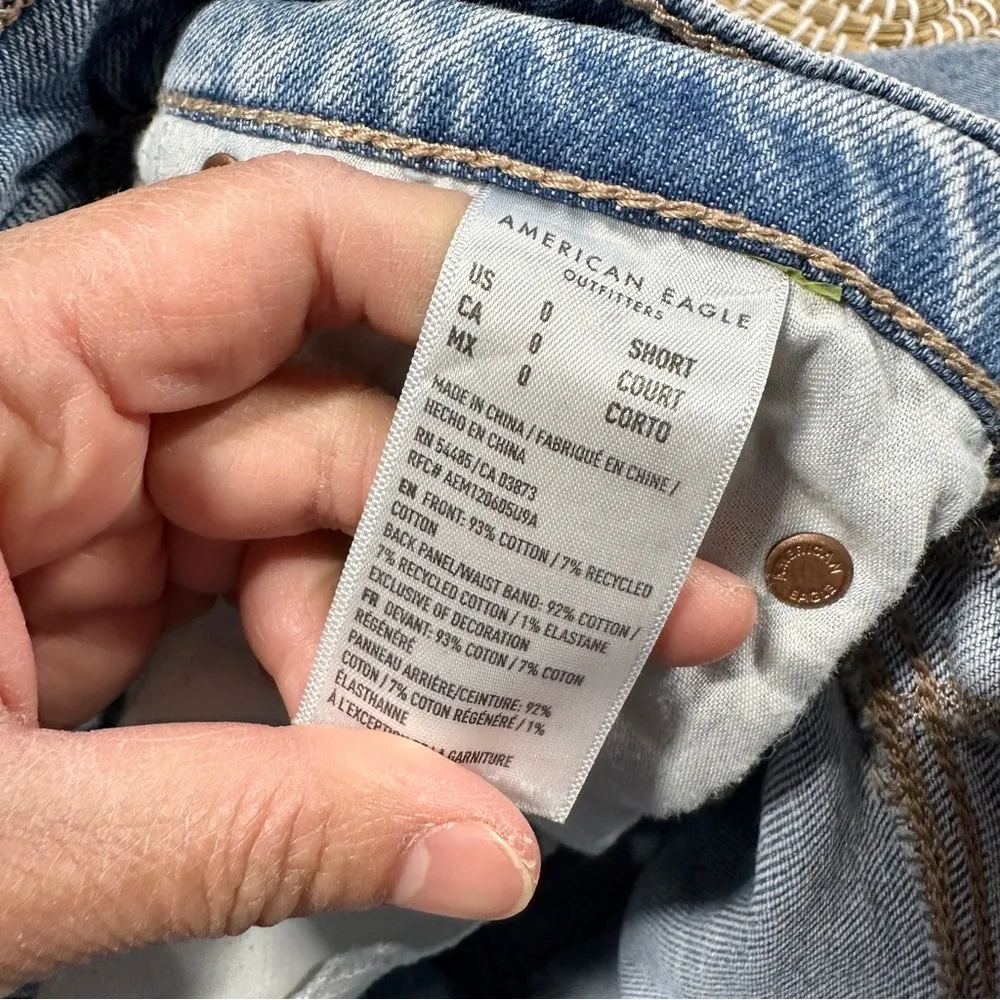 AMERICAN EAGLE
OUTFITTERS
US 0 SHORT
CA 0 COURT
MX 0 CORTO
MADE IN CHINA / FABRIQUÉ EN CHINE /
HECHO EN CHINA
RN 54485/CA 03873
RFC# AEM120605U9A
EN FRONT: 93% COTTON / 7% RECYCLED
COTTON
BACK PANEL/WAIST BAND: 92% COTTON /
7% RECYCLED COTTON / 1% ELASTANE
EXCLUSIVE OF DECORATION
FR DEVANT: 93% COTON / 7% COTON
RÉGÉNÉRÉ
PANNEAU ARRIÈRE/CEINTURE: 92%
COTON / 7% COTON RÉGÉNÉRÉ / 1%
ÉLASTHANNE
À L'EXCEPTION GARNITURE
AMERICAN
EAGLE